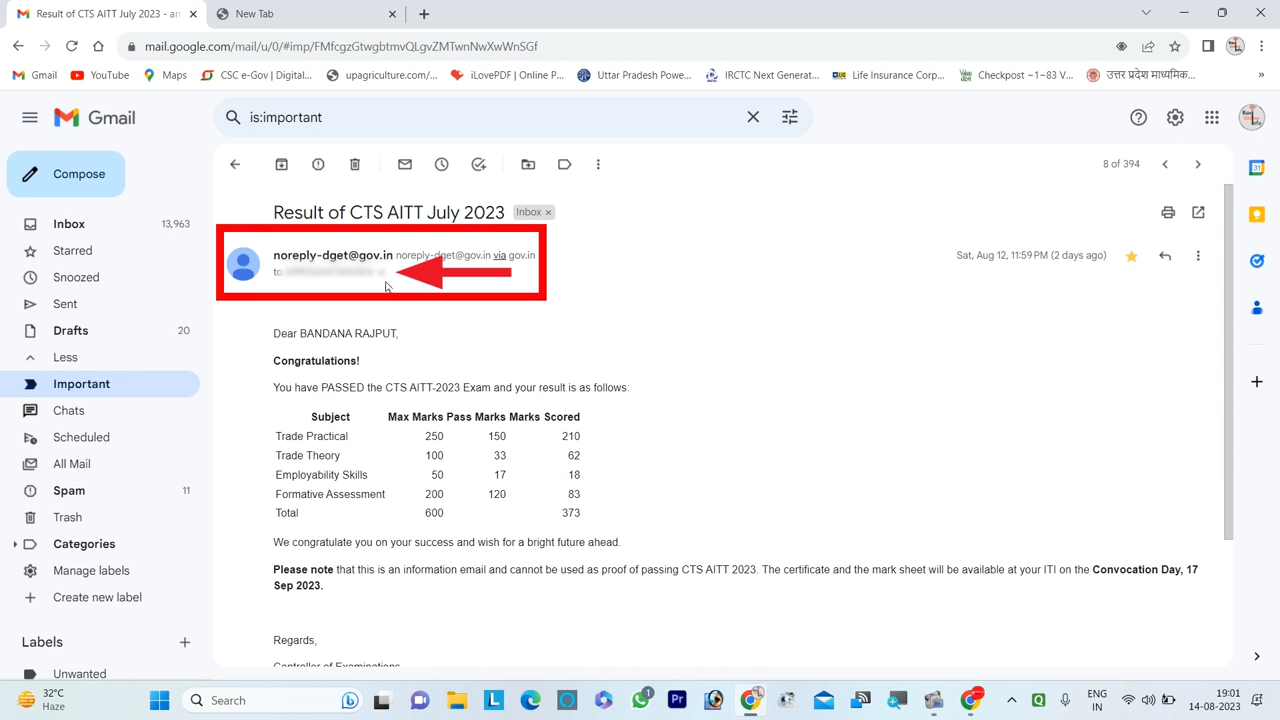 Result of CTS AITT July 2023 - am
New Tab
mail.google.com/mail/u/0/#imp/FMfcgzGtwgbtmvQLgvZMTwnNwXwWnSGf
Gmail YouTube Maps CSC e-Gov | Digital... upagriculture.com/... iLovePDF | Online P... Uttar Pradesh Powe... IRCTC Next Generat... Life Insurance Corp... Checkpost ~1~83 V... उत्तर प्रदेश माध्यमिक... »
Gmail
is:important
Compose
8 of 394
Inbox 13,963
Starred
Snoozed
Sent
Drafts 20
Less
Important
Chats
Scheduled
All Mail
Spam 11
Trash
Categories
Manage labels
Create new label
Labels
Unwanted
Result of CTS AITT July 2023 Inbox ×
noreply-dget@gov.in noreply-dget@gov.in via gov.in
Sat, Aug 12, 11:59 PM (2 days ago)
to
Dear BANDANA RAJPUT,
Congratulations!
You have PASSED the CTS AITT-2023 Exam and your result is as follows:
Subject Max Marks Pass Marks Marks Scored
Trade Practical 250 150 210
Trade Theory 100 33 62
Employability Skills 50 17 18
Formative Assessment 200 120 83
Total 600 373
We congratulate you on your success and wish for a bright future ahead.
Please note that this is an information email and cannot be used as proof of passing CTS AITT 2023. The certificate and the mark sheet will be available at your ITI on the Convocation Day, 17
Sep 2023.
Regards,
Controller of Examinations
32°C
Haze
Search
1
ENG
IN
19:01
14-08-2023